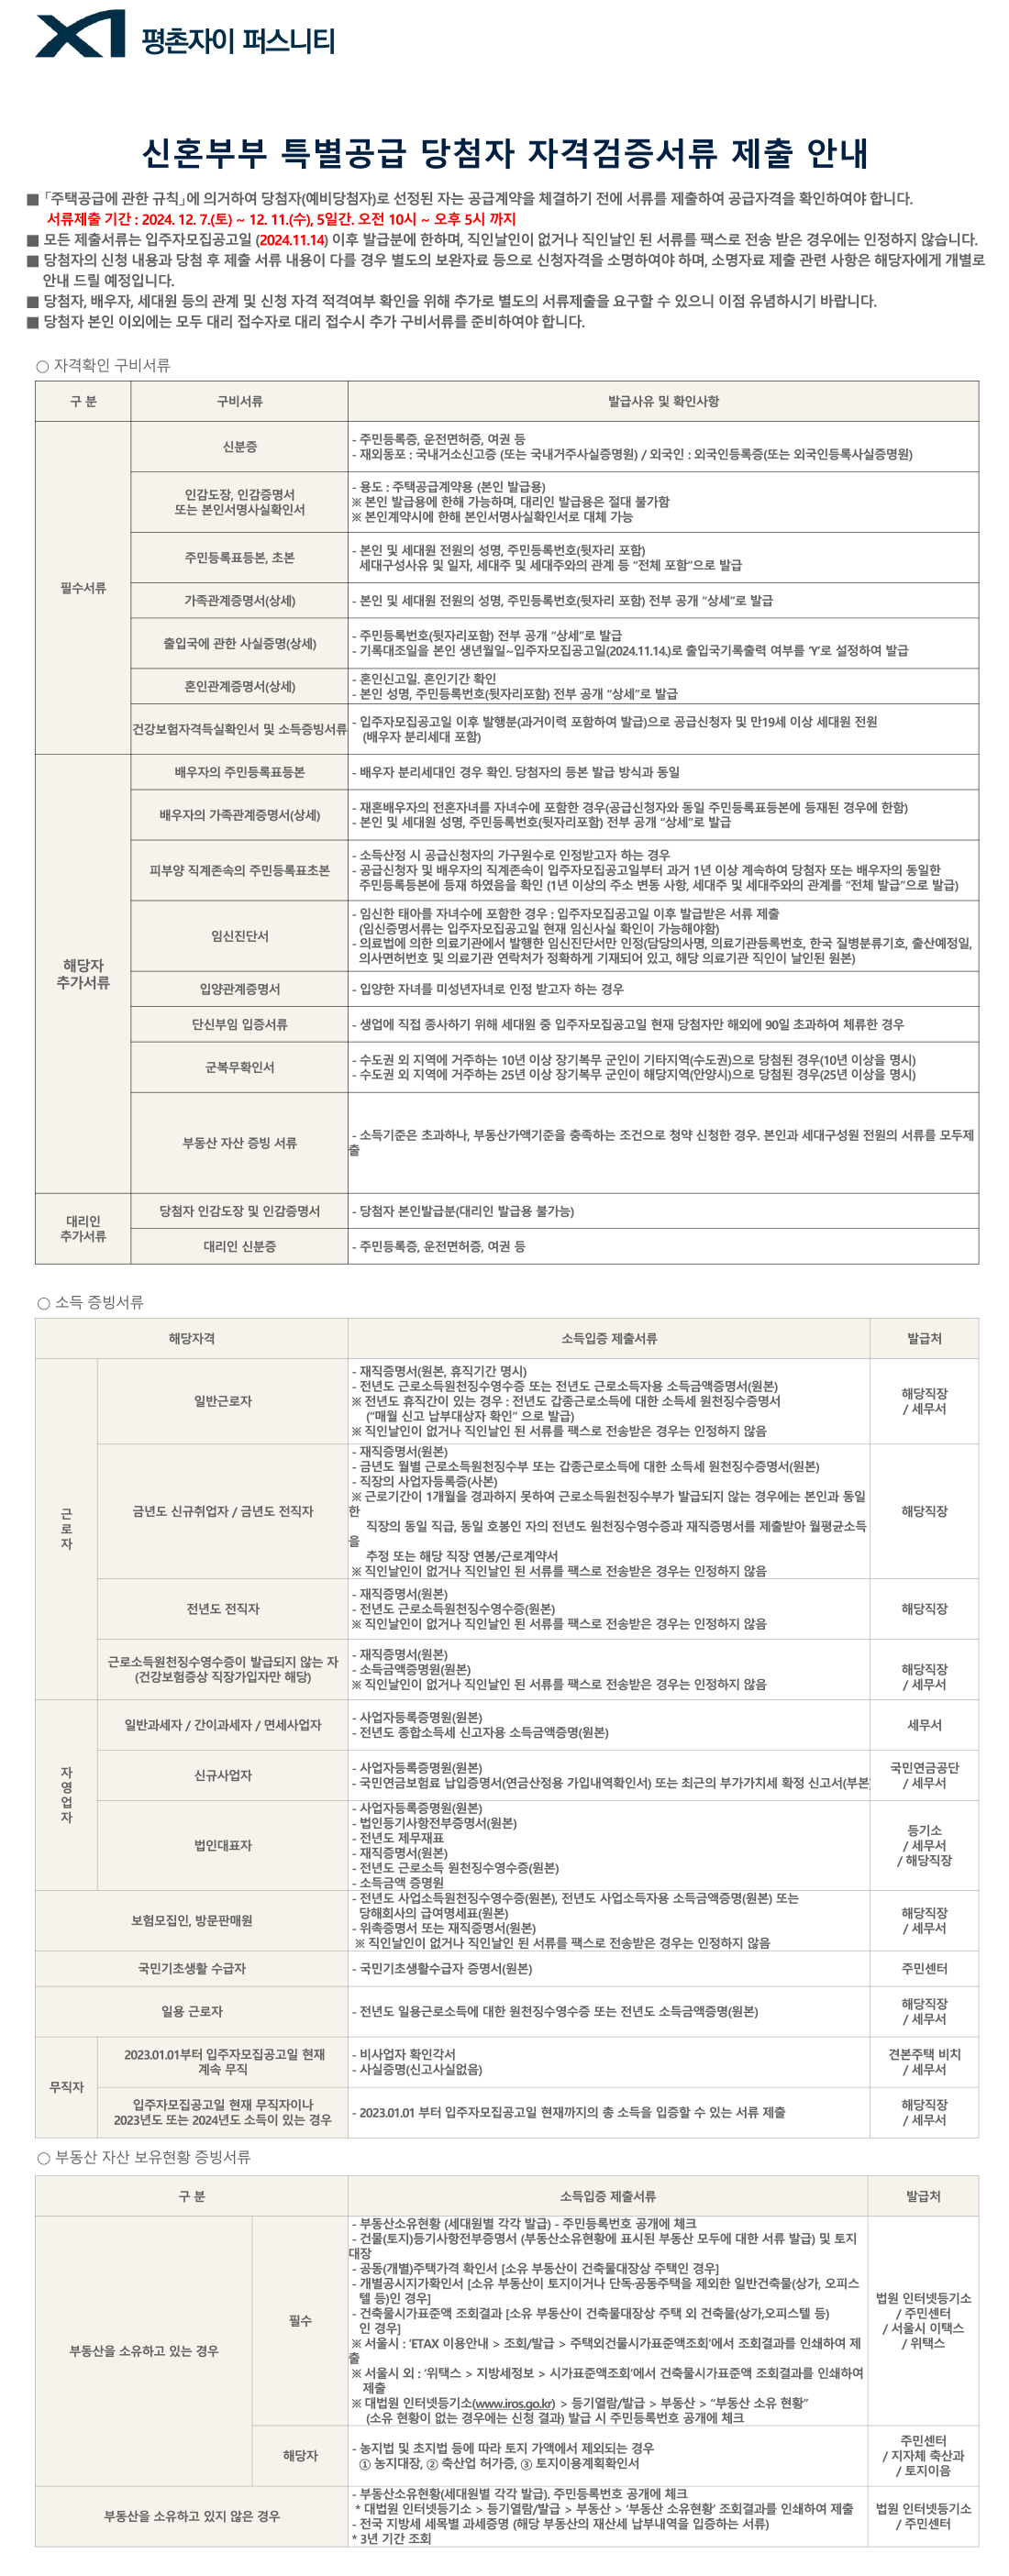 X1 평촌자이 퍼스니티
신혼부부 특별공급 당첨자 자격검증서류 제출 안내
■ 「주택공급에 관한 규칙」에 의거하여 당첨자(예비당첨자)로 선정된 자는 공급계약을 체결하기 전에 서류를 제출하여 공급자격을 확인하여야 합니다.
서류제출 기간 : 2024. 12. 7.(토) ~ 12. 11.(수), 5일간. 오전 10시 ~ 오후 5시 까지
■ 모든 제출서류는 입주자모집공고일 (2024.11.14) 이후 발급분에 한하며, 직인날인이 없거나 직인날인 된 서류를 팩스로 전송 받은 경우에는 인정하지 않습니다.
■ 당첨자의 신청 내용과 당첨 후 제출 서류 내용이 다를 경우 별도의 보완자료 등으로 신청자격을 소명하여야 하며, 소명자료 제출 관련 사항은 해당자에게 개별로
안내 드릴 예정입니다.
■ 당첨자, 배우자, 세대원 등의 관계 및 신청 자격 적격여부 확인을 위해 추가로 별도의 서류제출을 요구할 수 있으니 이점 유념하시기 바랍니다.
■ 당첨자 본인 이외에는 모두 대리 접수자로 대리 접수시 추가 구비서류를 준비하여야 합니다.
○ 자격확인 구비서류
구 분
구비서류
발급사유 및 확인사항
필수서류
신분증
- 주민등록증, 운전면허증, 여권 등
- 재외동포 : 국내거소신고증 (또는 국내거주사실증명원) / 외국인 : 외국인등록증(또는 외국인등록사실증명원)
인감도장, 인감증명서
또는 본인서명사실확인서
- 용도 : 주택공급계약용 (본인 발급용)
※ 본인 발급용에 한해 가능하며, 대리인 발급용은 절대 불가함
※ 본인계약시에 한해 본인서명사실확인서로 대체 가능
주민등록표등본, 초본
- 본인 및 세대원 전원의 성명, 주민등록번호(뒷자리 포함)
세대구성사유 및 일자, 세대주 및 세대주와의 관계 등 “전체 포함”으로 발급
가족관계증명서(상세)
- 본인 및 세대원 전원의 성명, 주민등록번호(뒷자리 포함) 전부 공개 “상세”로 발급
출입국에 관한 사실증명(상세)
- 주민등록번호(뒷자리포함) 전부 공개 “상세”로 발급
- 기록대조일을 본인 생년월일~입주자모집공고일(2024.11.14.)로 출입국기록출력 여부를 ‘Y’로 설정하여 발급
혼인관계증명서(상세)
- 혼인신고일. 혼인기간 확인
- 본인 성명, 주민등록번호(뒷자리포함) 전부 공개 “상세”로 발급
건강보험자격득실확인서 및 소득증빙서류
- 입주자모집공고일 이후 발행분(과거이력 포함하여 발급)으로 공급신청자 및 만19세 이상 세대원 전원
(배우자 분리세대 포함)
해당자
추가서류
배우자의 주민등록표등본
- 배우자 분리세대인 경우 확인. 당첨자의 등본 발급 방식과 동일
배우자의 가족관계증명서(상세)
- 재혼배우자의 전혼자녀를 자녀수에 포함한 경우(공급신청자와 동일 주민등록표등본에 등재된 경우에 한함)
- 본인 및 세대원 성명, 주민등록번호(뒷자리포함) 전부 공개 “상세”로 발급
피부양 직계존속의 주민등록표초본
- 소득산정 시 공급신청자의 가구원수로 인정받고자 하는 경우
- 공급신청자 및 배우자의 직계존속이 입주자모집공고일부터 과거 1년 이상 계속하여 당첨자 또는 배우자의 동일한
주민등록등본에 등재 하였음을 확인 (1년 이상의 주소 변동 사항, 세대주 및 세대주와의 관계를 “전체 발급”으로 발급)
임신진단서
- 임신한 태아를 자녀수에 포함한 경우 : 입주자모집공고일 이후 발급받은 서류 제출
(임신증명서류는 입주자모집공고일 현재 임신사실 확인이 가능해야함)
- 의료법에 의한 의료기관에서 발행한 임신진단서만 인정(담당의사명, 의료기관등록번호, 한국 질병분류기호, 출산예정일,
의사면허번호 및 의료기관 연락처가 정확하게 기재되어 있고, 해당 의료기관 직인이 날인된 원본)
입양관계증명서
- 입양한 자녀를 미성년자녀로 인정 받고자 하는 경우
단신부임 입증서류
- 생업에 직접 종사하기 위해 세대원 중 입주자모집공고일 현재 당첨자만 해외에 90일 초과하여 체류한 경우
군복무확인서
- 수도권 외 지역에 거주하는 10년 이상 장기복무 군인이 기타지역(수도권)으로 당첨된 경우(10년 이상을 명시)
- 수도권 외 지역에 거주하는 25년 이상 장기복무 군인이 해당지역(안양시)으로 당첨된 경우(25년 이상을 명시)
부동산 자산 증빙 서류
- 소득기준은 초과하나, 부동산가액기준을 충족하는 조건으로 청약 신청한 경우. 본인과 세대구성원 전원의 서류를 모두제
출
대리인
추가서류
당첨자 인감도장 및 인감증명서
- 당첨자 본인발급분(대리인 발급용 불가능)
대리인 신분증
- 주민등록증, 운전면허증, 여권 등
○ 소득 증빙서류
해당자격
소득입증 제출서류
발급처
근
로
자
일반근로자
- 재직증명서(원본, 휴직기간 명시)
- 전년도 근로소득원천징수영수증 또는 전년도 근로소득자용 소득금액증명서(원본)
※ 전년도 휴직간이 있는 경우 : 전년도 갑종근로소득에 대한 소득세 원천징수증명서
(“매월 신고 납부대상자 확인” 으로 발급)
※ 직인날인이 없거나 직인날인 된 서류를 팩스로 전송받은 경우는 인정하지 않음
해당직장
/ 세무서
금년도 신규취업자 / 금년도 전직자
- 재직증명서(원본)
- 금년도 월별 근로소득원천징수부 또는 갑종근로소득에 대한 소득세 원천징수증명서(원본)
- 직장의 사업자등록증(사본)
※ 근로기간이 1개월을 경과하지 못하여 근로소득원천징수부가 발급되지 않는 경우에는 본인과 동일
한
직장의 동일 직급, 동일 호봉인 자의 전년도 원천징수영수증과 재직증명서를 제출받아 월평균소득
을
추정 또는 해당 직장 연봉/근로계약서
※ 직인날인이 없거나 직인날인 된 서류를 팩스로 전송받은 경우는 인정하지 않음
해당직장
전년도 전직자
- 재직증명서(원본)
- 전년도 근로소득원천징수영수증(원본)
※ 직인날인이 없거나 직인날인 된 서류를 팩스로 전송받은 경우는 인정하지 않음
해당직장
근로소득원천징수영수증이 발급되지 않는 자
(건강보험증상 직장가입자만 해당)
- 재직증명서(원본)
- 소득금액증명원(원본)
※ 직인날인이 없거나 직인날인 된 서류를 팩스로 전송받은 경우는 인정하지 않음
해당직장
/ 세무서
자
영
업
자
일반과세자 / 간이과세자 / 면세사업자
- 사업자등록증명원(원본)
- 전년도 종합소득세 신고자용 소득금액증명(원본)
세무서
신규사업자
- 사업자등록증명원(원본)
- 국민연금보험료 납입증명서(연금산정용 가입내역확인서) 또는 최근의 부가가치세 확정 신고서(부본)
국민연금공단
/ 세무서
법인대표자
- 사업자등록증명원(원본)
- 법인등기사항전부증명서(원본)
- 전년도 제무재표
- 재직증명서(원본)
- 전년도 근로소득 원천징수영수증(원본)
- 소득금액 증명원
등기소
/ 세무서
/ 해당직장
보험모집인, 방문판매원
- 전년도 사업소득원천징수영수증(원본), 전년도 사업소득자용 소득금액증명(원본) 또는
당해회사의 급여명세표(원본)
- 위촉증명서 또는 재직증명서(원본)
※ 직인날인이 없거나 직인날인 된 서류를 팩스로 전송받은 경우는 인정하지 않음
해당직장
/ 세무서
국민기초생활 수급자
- 국민기초생활수급자 증명서(원본)
주민센터
일용 근로자
- 전년도 일용근로소득에 대한 원천징수영수증 또는 전년도 소득금액증명(원본)
해당직장
/ 세무서
무직자
2023.01.01부터 입주자모집공고일 현재
계속 무직
- 비사업자 확인각서
- 사실증명(신고사실없음)
견본주택 비치
/ 세무서
입주자모집공고일 현재 무직자이나
2023년도 또는 2024년도 소득이 있는 경우
- 2023.01.01 부터 입주자모집공고일 현재까지의 총 소득을 입증할 수 있는 서류 제출
해당직장
/ 세무서
○ 부동산 자산 보유현황 증빙서류
구 분
소득입증 제출서류
발급처
부동산을 소유하고 있는 경우
필수
- 부동산소유현황 (세대원별 각각 발급) - 주민등록번호 공개에 체크
- 건물(토지)등기사항전부증명서 (부동산소유현황에 표시된 부동산 모두에 대한 서류 발급) 및 토지
대장
- 공동(개별)주택가격 확인서 [소유 부동산이 건축물대장상 주택인 경우]
- 개별공시지가확인서 [소유 부동산이 토지이거나 단독·공동주택을 제외한 일반건축물(상가, 오피스
텔 등)인 경우]
- 건축물시가표준액 조회결과 [소유 부동산이 건축물대장상 주택 외 건축물(상가,오피스텔 등)
인 경우]
※ 서울시 : ‘ETAX 이용안내 > 조회/발급 > 주택외건물시가표준액조회’에서 조회결과를 인쇄하여 제
출
※ 서울시 외 : ‘위택스 > 지방세정보 > 시가표준액조회’에서 건축물시가표준액 조회결과를 인쇄하여
제출
※ 대법원 인터넷등기소(www.iros.go.kr) > 등기열람/발급 > 부동산 > “부동산 소유 현황”
(소유 현황이 없는 경우에는 신청 결과) 발급 시 주민등록번호 공개에 체크
법원 인터넷등기소
/ 주민센터
/ 서울시 이택스
/ 위택스
해당자
- 농지법 및 초지법 등에 따라 토지 가액에서 제외되는 경우
① 농지대장, ② 축산업 허가증, ③ 토지이용계획확인서
주민센터
/ 지자체 축산과
/ 토지이음
부동산을 소유하고 있지 않은 경우
- 부동산소유현황(세대원별 각각 발급). 주민등록번호 공개에 체크
* 대법원 인터넷등기소 > 등기열람/발급 > 부동산 > ‘부동산 소유현황’ 조회결과를 인쇄하여 제출
- 전국 지방세 세목별 과세증명 (해당 부동산의 재산세 납부내역을 입증하는 서류)
* 3년 기간 조회
법원 인터넷등기소
/ 주민센터